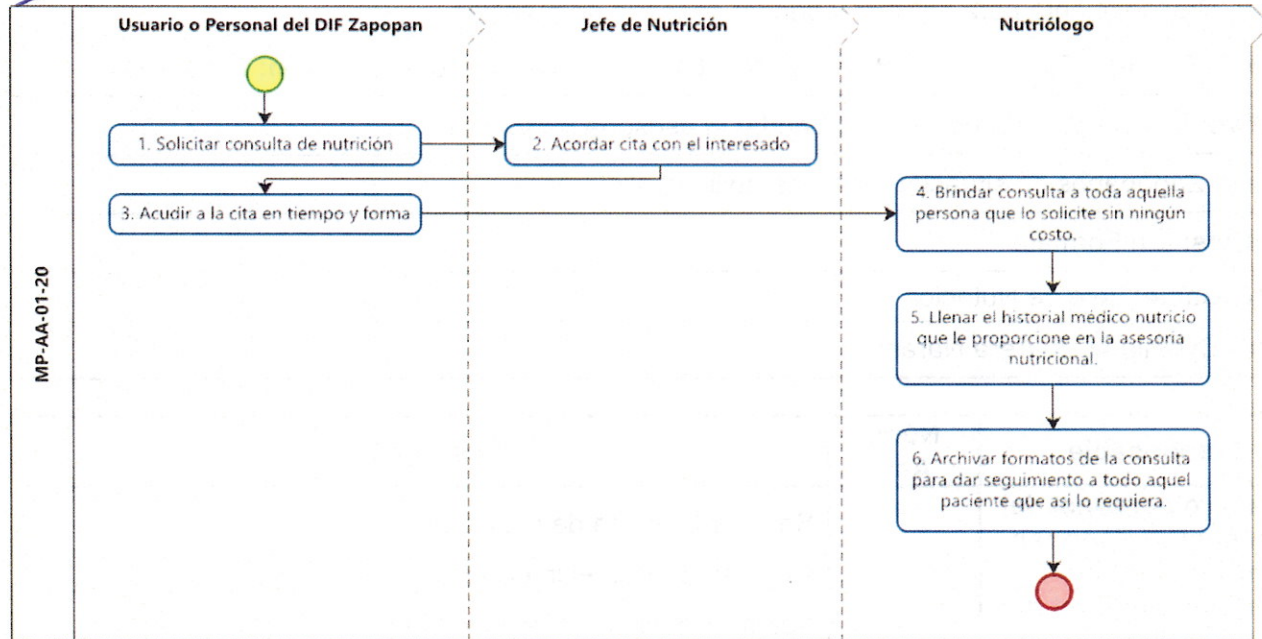 Usuario o Personal del DIF Zapopan
Jefe de Nutrición
Nutriólogo
MP-AA-01-20
1. Solicitar consulta de nutrición
2. Acordar cita con el interesado
3. Acudir a la cita en tiempo y forma
4. Brindar consulta a toda aquella
persona que lo solicite sin ningún
costo.
5. Llenar el historial médico nutricio
que le proporcione en la asesoría
nutricional.
6. Archivar formatos de la consulta
para dar seguimiento a todo aquel
paciente que así lo requiera.